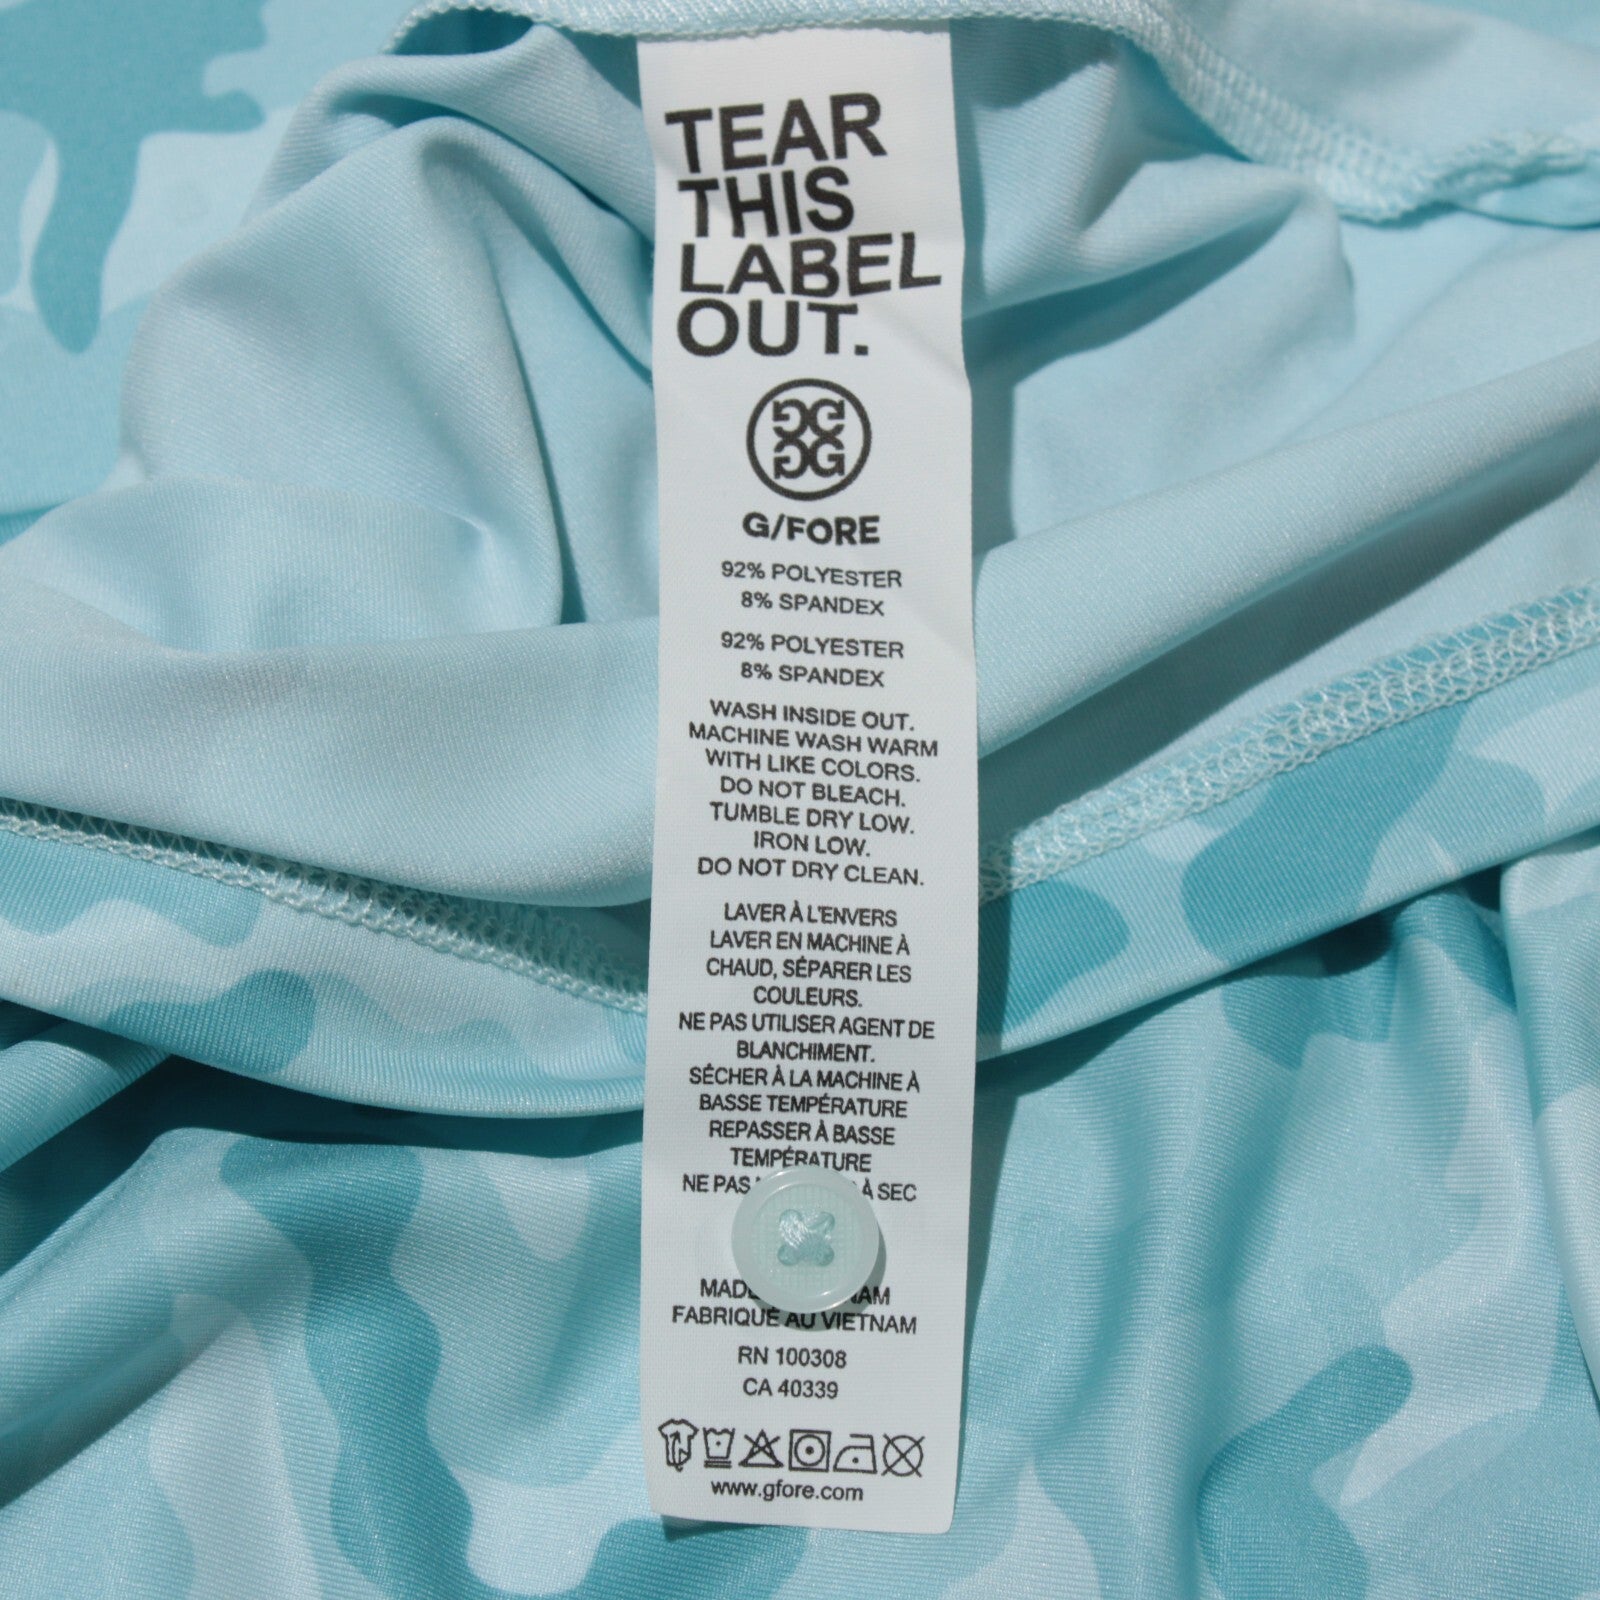 TEAR
THIS
LABEL
OUT.
G/FORE
92% POLYESTER
8% SPANDEX
92% POLYESTER
8% SPANDEX
WASH INSIDE OUT.
MACHINE WASH WARM
WITH LIKE COLORS.
DO NOT BLEACH.
TUMBLE DRY LOW.
IRON LOW.
DO NOT DRY CLEAN.
LAVER À L'ENVERS
LAVER EN MACHINE À
CHAUD, SÉPARER LES
COULEURS.
NE PAS UTILISER AGENT DE
BLANCHIMENT.
SÉCHER À LA MACHINE À
BASSE TEMPÉRATURE
REPASSER À BASSE
TEMPÉRATURE
NE PAS À SEC
FABRIQUÉ AU VIETNAM
RN 100308
CA 40339
www.gfore.com